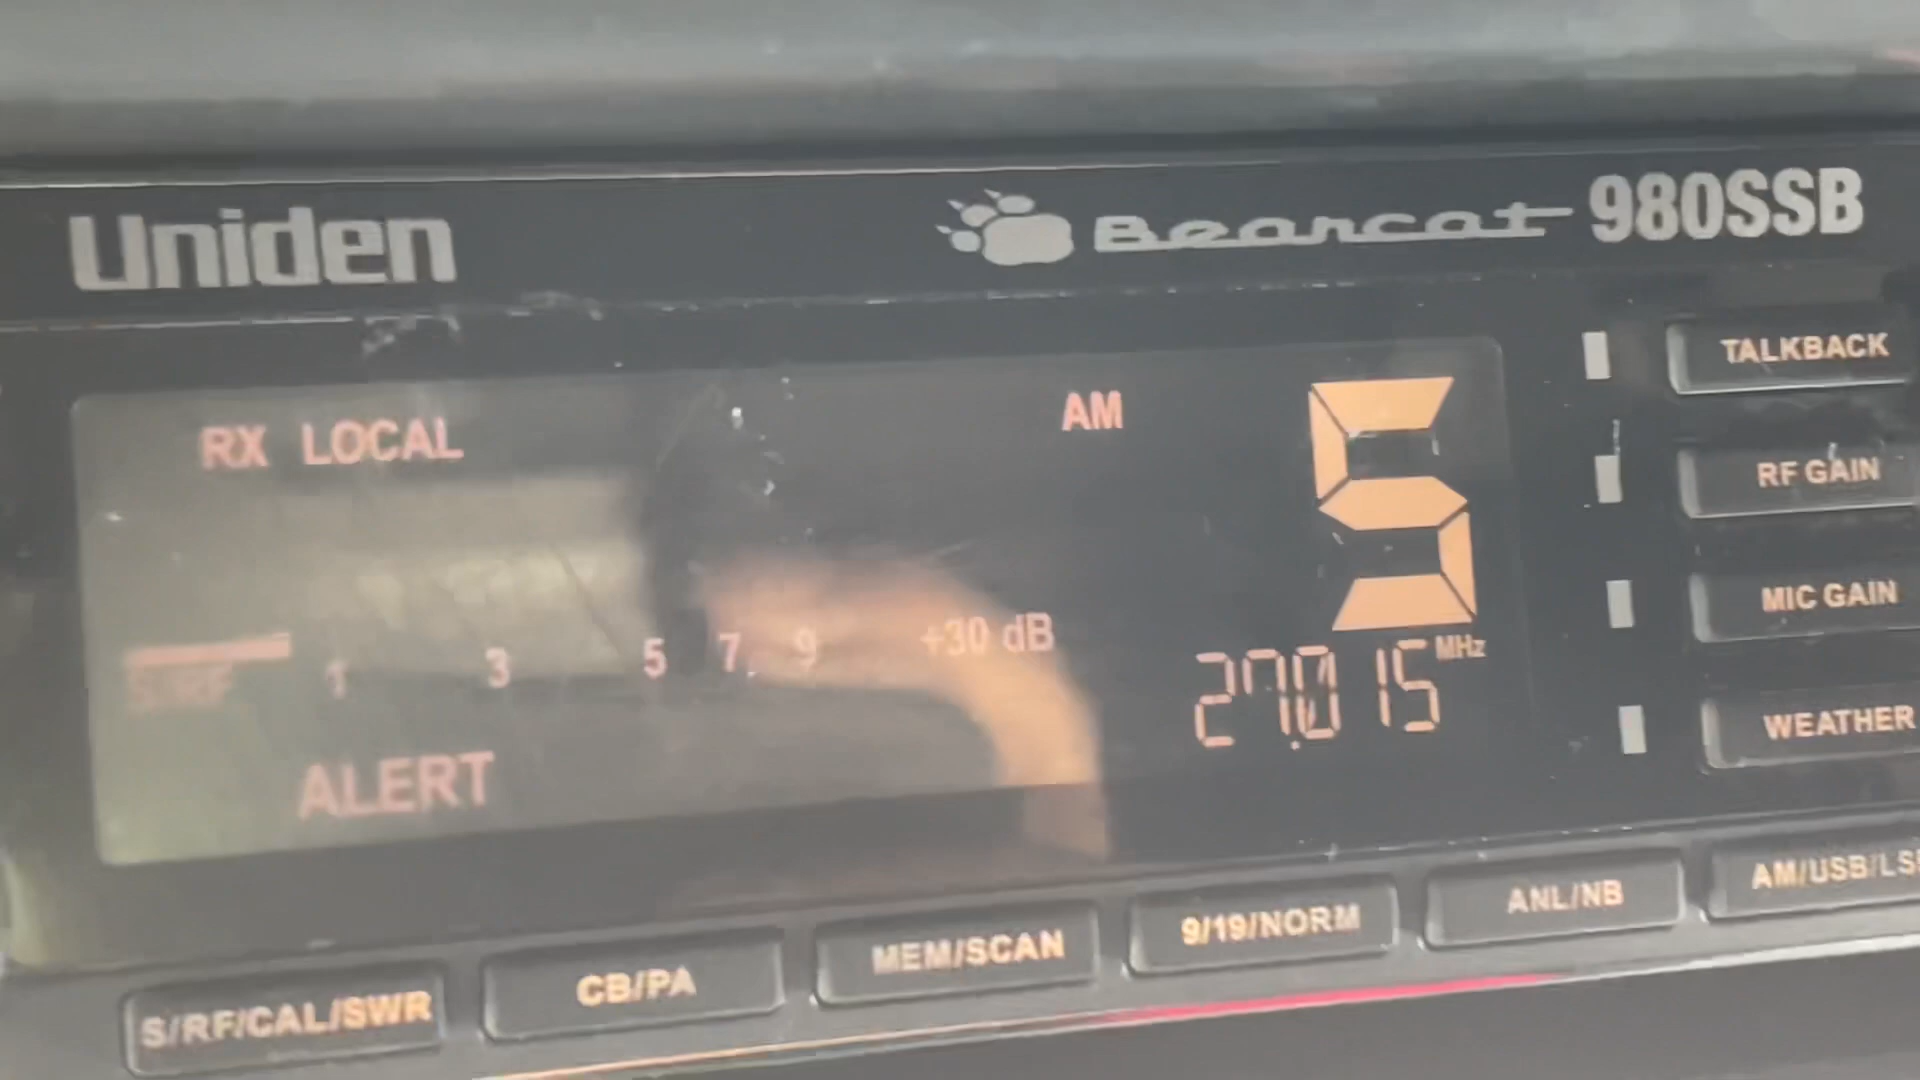 Uniden Bearcat 980SSB
TALKBACK
RX LOCAL AM 5
RF GAIN
MIC GAIN
S/RF 1 3 5 7 9 +30 dB
27.015 MHz
WEATHER
ALERT
S/RF/CAL/SWR CB/PA MEM/SCAN 9/19/NORM ANL/NB AM/USB/LSB